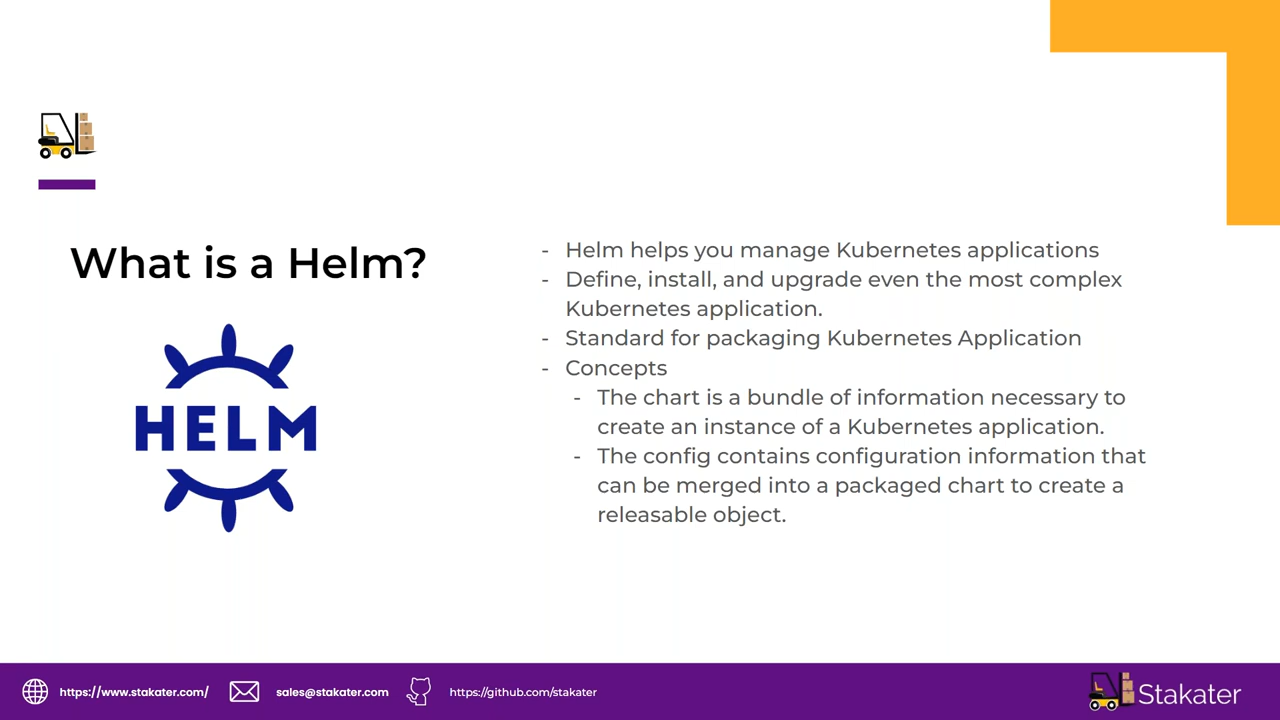 What is a Helm?
HELM
- Helm helps you manage Kubernetes applications
- Define, install, and upgrade even the most complex
Kubernetes application.
- Standard for packaging Kubernetes Application
- Concepts
- The chart is a bundle of information necessary to
create an instance of a Kubernetes application.
- The config contains configuration information that
can be merged into a packaged chart to create a
releasable object.
https://www.stakater.com/
sales@stakater.com
https://github.com/stakater
Stakater